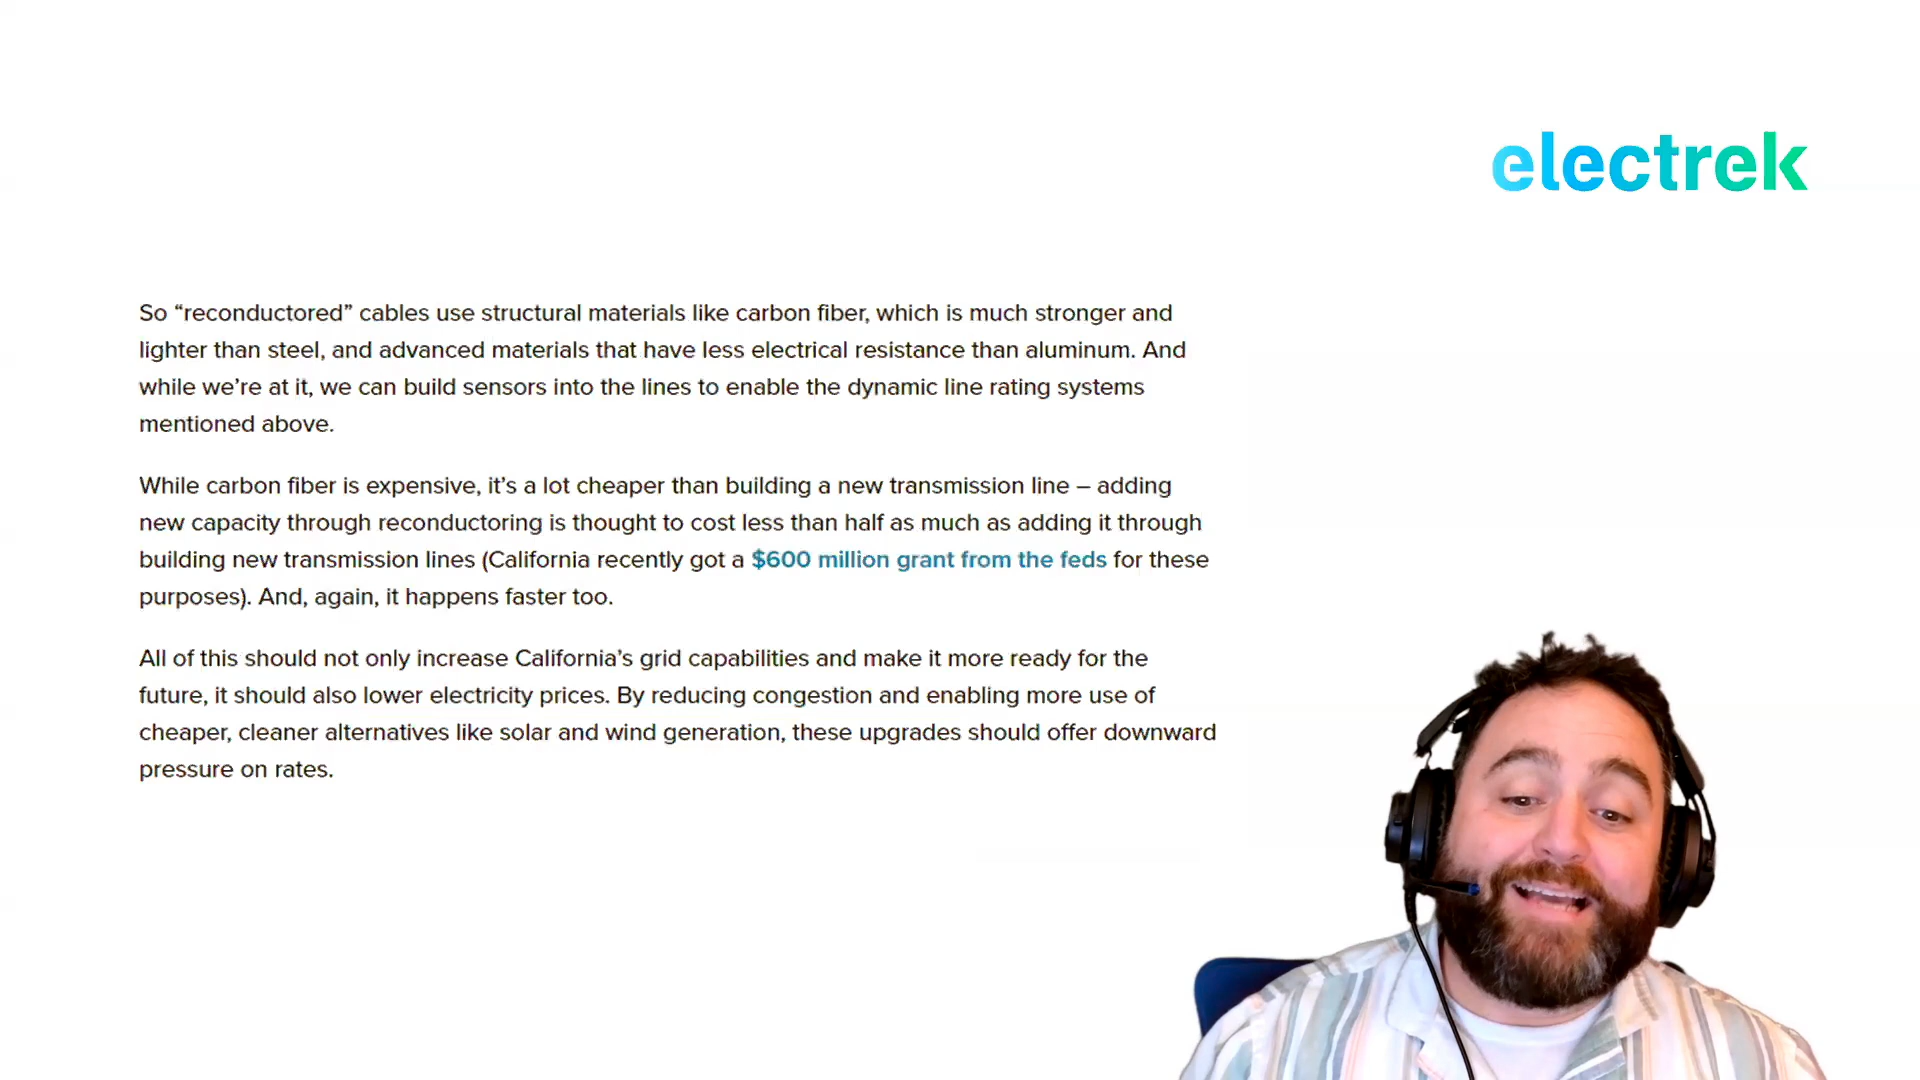 electrek
So “reconductored” cables use structural materials like carbon fiber, which is much stronger and
lighter than steel, and advanced materials that have less electrical resistance than aluminum. And
while we’re at it, we can build sensors into the lines to enable the dynamic line rating systems
mentioned above.
While carbon fiber is expensive, it’s a lot cheaper than building a new transmission line – adding
new capacity through reconductoring is thought to cost less than half as much as adding it through
building new transmission lines (California recently got a $600 million grant from the feds for these
purposes). And, again, it happens faster too.
All of this should not only increase California’s grid capabilities and make it more ready for the
future, it should also lower electricity prices. By reducing congestion and enabling more use of
cheaper, cleaner alternatives like solar and wind generation, these upgrades should offer downward
pressure on rates.